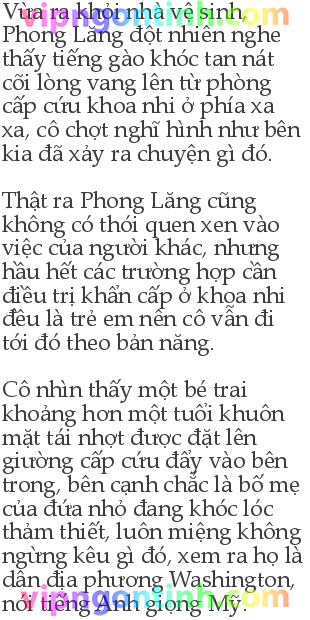 Vừa ra khỏi nhà vệ sinh,
Phong Lăng đột nhiên nghe
thấy tiếng gào khóc tan nát
cõi lòng vang lên từ phòng
cấp cứu khoa nhi ở phía xa
xa, cô chợt nghĩ hình như bên
kia đã xảy ra chuyện gì đó.
Thật ra Phong Lăng cũng
không có thói quen xen vào
việc của người khác, nhưng
hầu hết các trường hợp cần
điều trị khẩn cấp ở khoa nhi
đều là trẻ em nên cô vẫn đi
tới đó theo bản năng.
Cô nhìn thấy một bé trai
khoảng hơn một tuổi khuôn
mặt tái nhợt được đặt lên
giường cấp cứu đẩy vào bên
trong, bên cạnh chắc là bố mẹ
của đứa nhỏ đang khóc lóc
thảm thiết, luôn miệng không
ngừng kêu gì đó, xem ra họ là
dân địa phương Washington,
nói tiếng Anh giọng Mỹ.
vipngontinh.com
vipngontinh.com